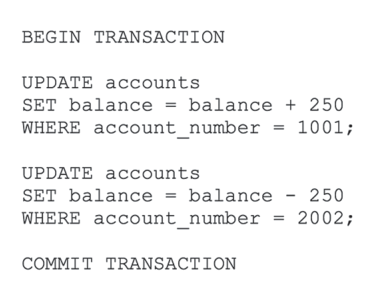 BEGIN TRANSACTION
UPDATE accounts
SET balance = balance + 250
WHERE account_number = 1001;
UPDATE accounts
SET balance = balance - 250
WHERE account_number = 2002;
COMMIT TRANSACTION